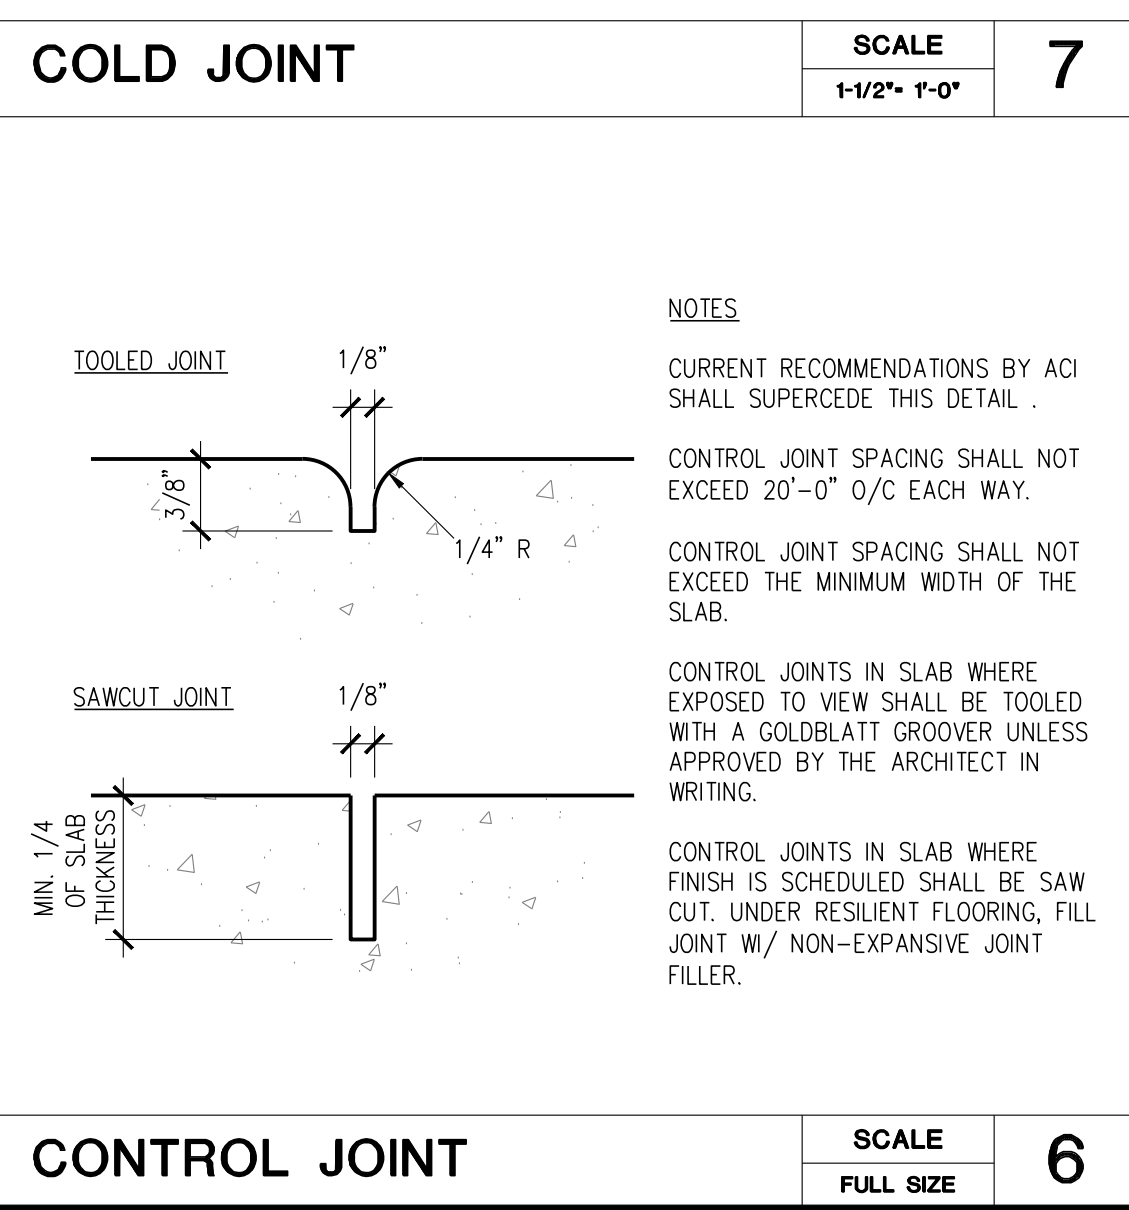 COLD JOINT
SCALE
1-1/2"= 1'-0"
7
NOTES
CURRENT RECOMMENDATIONS BY ACI
SHALL SUPERCEDE THIS DETAIL .
CONTROL JOINT SPACING SHALL NOT
EXCEED 20'-0" O/C EACH WAY.
CONTROL JOINT SPACING SHALL NOT
EXCEED THE MINIMUM WIDTH OF THE
SLAB.
CONTROL JOINTS IN SLAB WHERE
EXPOSED TO VIEW SHALL BE TOOLED
WITH A GOLDBLATT GROOVER UNLESS
APPROVED BY THE ARCHITECT IN
WRITING.
CONTROL JOINTS IN SLAB WHERE
FINISH IS SCHEDULED SHALL BE SAW
CUT. UNDER RESILIENT FLOORING, FILL
JOINT WI/ NON-EXPANSIVE JOINT
FILLER.
TOOLED JOINT
1/8"
3/8"
1/4" R
SAWCUT JOINT
1/8"
MIN. 1/4
OF SLAB
THICKNESS
CONTROL JOINT
SCALE
FULL SIZE
6